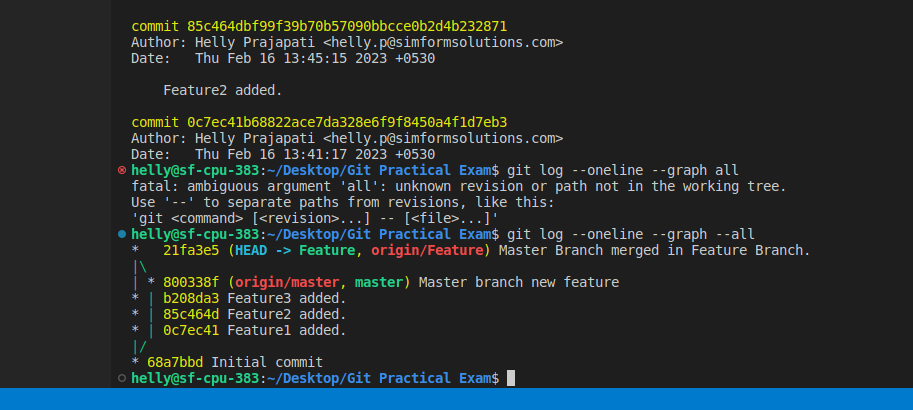 commit 85c464dbf99f39b70b57090bbcce0b2d4b232871
Author: Helly Prajapati <helly.p@simformsolutions.com>
Date:   Thu Feb 16 13:45:15 2023 +0530
    Feature2 added.
commit 0c7ec41b68822ace7da328e6f9f8450a4f1d7eb3
Author: Helly Prajapati <helly.p@simformsolutions.com>
Date:   Thu Feb 16 13:41:17 2023 +0530
helly@sf-cpu-383:~/Desktop/Git Practical Exam$ git log --oneline --graph all
fatal: ambiguous argument 'all': unknown revision or path not in the working tree.
Use '--' to separate paths from revisions, like this:
'git <command> [<revision>...] -- [<file>...]'
helly@sf-cpu-383:~/Desktop/Git Practical Exam$ git log --oneline --graph --all
*   21fa3e5 (HEAD -> Feature, origin/Feature) Master Branch merged in Feature Branch.
|\
| * 800338f (origin/master, master) Master branch new feature
* | b208da3 Feature3 added.
* | 85c464d Feature2 added.
* | 0c7ec41 Feature1 added.
|/
* 68a7bbd Initial commit
helly@sf-cpu-383:~/Desktop/Git Practical Exam$